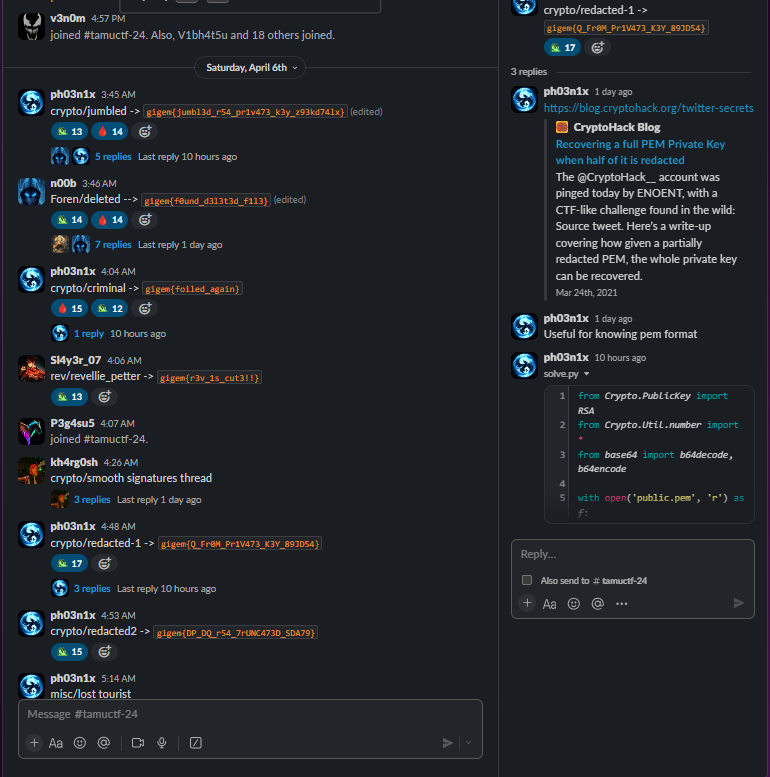 v3n0m 4:57 PM
joined #tamuctf-24. Also, V1bh4t5u and 18 others joined.
Saturday, April 6th
ph03n1x 3:45 AM
crypto/jumbled -> gigem{jumbl3d_r54_pr1v473_k3y_z93kd74lx} (edited)
13 14
5 replies Last reply 10 hours ago
n00b 3:46 AM
Foren/deleted --> gigem{f0und_d3l3t3d_f1l3} (edited)
14 14
7 replies Last reply 1 day ago
ph03n1x 4:04 AM
crypto/criminal -> gigem{foiled_again}
15 12
1 reply 10 hours ago
Sl4y3r_07 4:06 AM
rev/revellie_petter -> gigem{r3v_1s_cut3!!}
13
P3g4su5 4:07 AM
joined #tamuctf-24.
kh4rg0sh 4:26 AM
crypto/smooth signatures thread
3 replies Last reply 1 day ago
ph03n1x 4:48 AM
crypto/redacted-1 -> gigem{Q_Fr0M_Pr1V473_K3Y_89JD54}
17
3 replies Last reply 10 hours ago
ph03n1x 4:53 AM
crypto/redacted2 -> gigem{DP_DQ_r54_7rUNC473D_SDA79}
15
ph03n1x 5:14 AM
misc/lost tourist
Message #tamuctf-24
Aa
crypto/redacted-1 ->
gigem{Q_Fr0M_Pr1V473_K3Y_89JD54}
17
3 replies
ph03n1x 1 day ago
https://blog.cryptohack.org/twitter-secrets
CryptoHack Blog
Recovering a full PEM Private Key
when half of it is redacted
The @CryptoHack__ account was
pinged today by ENOENT, with a
CTF-like challenge found in the wild:
Source tweet. Here's a write-up
covering how given a partially
redacted PEM, the whole private key
can be recovered.
Mar 24th, 2021
ph03n1x 1 day ago
Useful for knowing pem format
ph03n1x 10 hours ago
solve.py
1 from Crypto.PublicKey import
RSA
2 from Crypto.Util.number import
*
3 from base64 import b64decode,
b64encode
4
5 with open('public.pem', 'r') as
f:
Reply...
Also send to # tamuctf-24
Aa